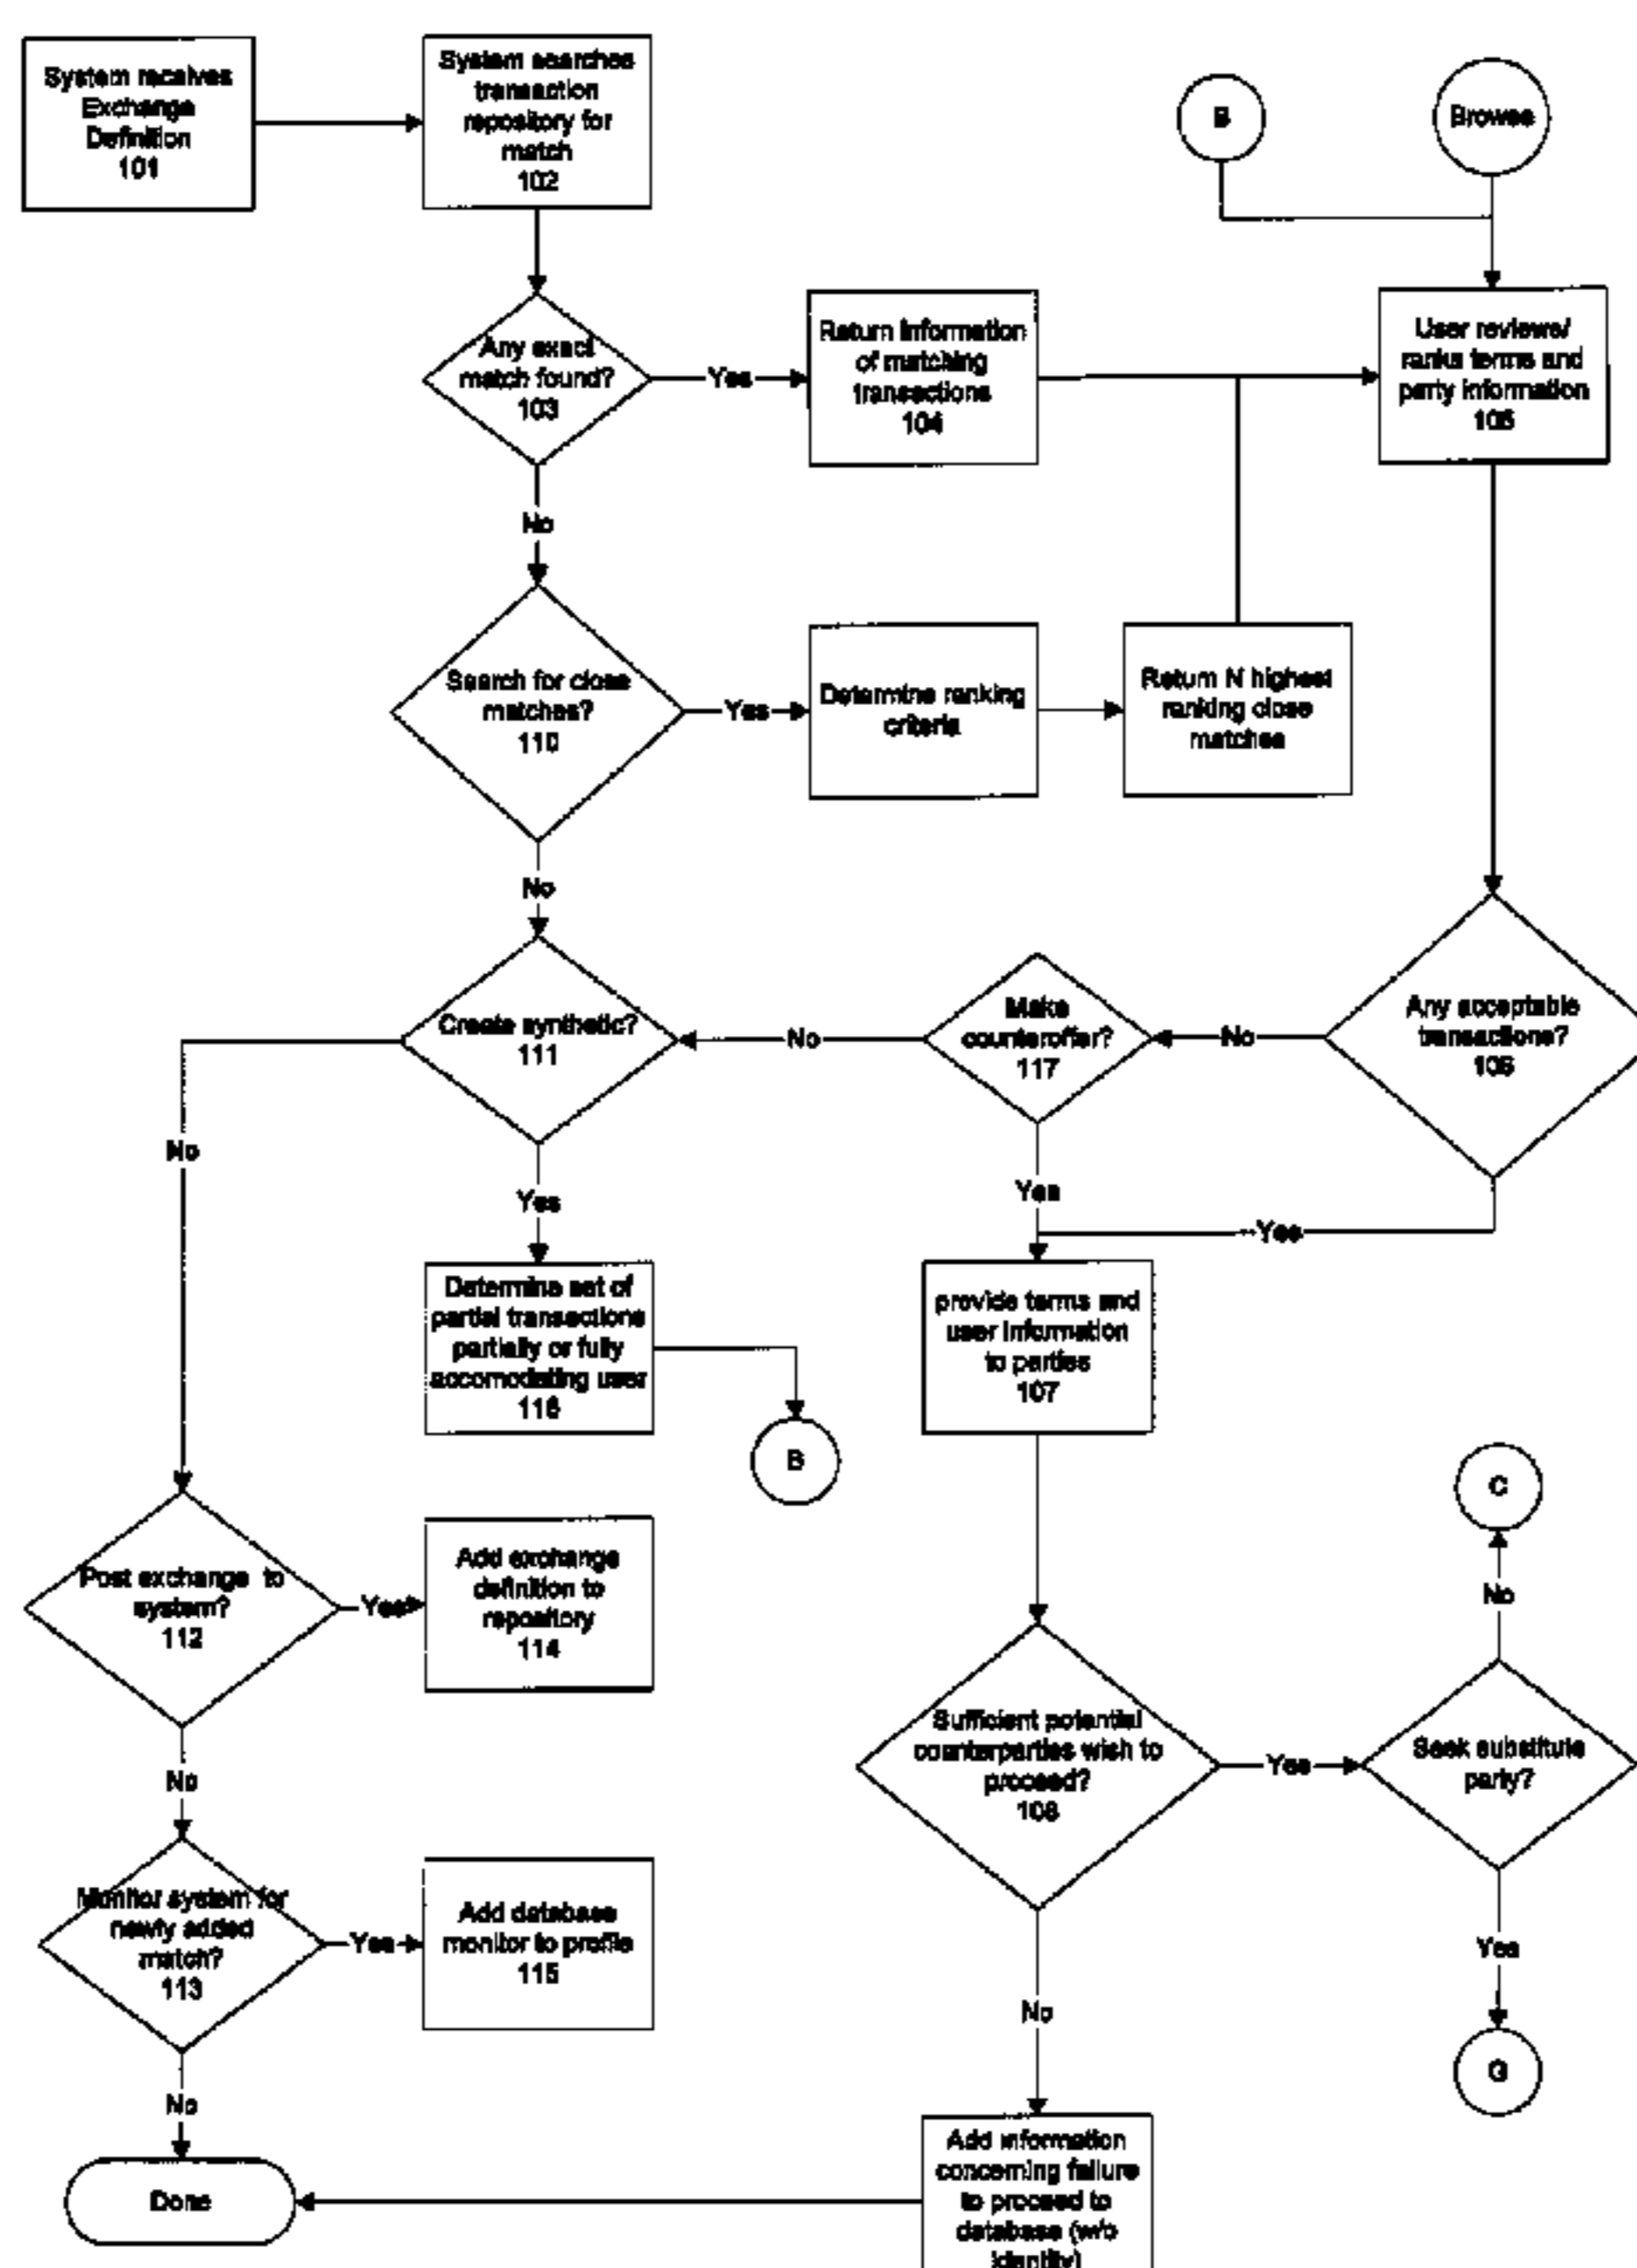 System receives
Exchange
Definition
101
System searches
transaction
repository for
match
102
B
Browse
Any exact
match found?
103
Yes
Return information
of matching
transactions
104
User reviews/
ranks terms and
party information
105
No
Search for close
matches?
110
Yes
Determine ranking
criteria
Return N highest
ranking close
matches
No
Create synthetic?
111
No
Make
counteroffer?
117
No
Any acceptable
transactions?
106
No
Yes
Yes
Yes
Determine set of
partial transactions
partially or fully
accomodating user
116
B
provide terms and
user information
to parties
107
C
No
Post exchange to
system?
112
Yes
Add exchange
definition to
repository
114
Sufficient potential
counterparties wish to
proceed?
108
Yes
Seek substitute
party?
No
Monitor system for
newly added
match?
113
Yes
Add database
monitor to profile
115
Yes
No
G
No
Done
Add information
concerning failure
to proceed to
database (w/o
identity)